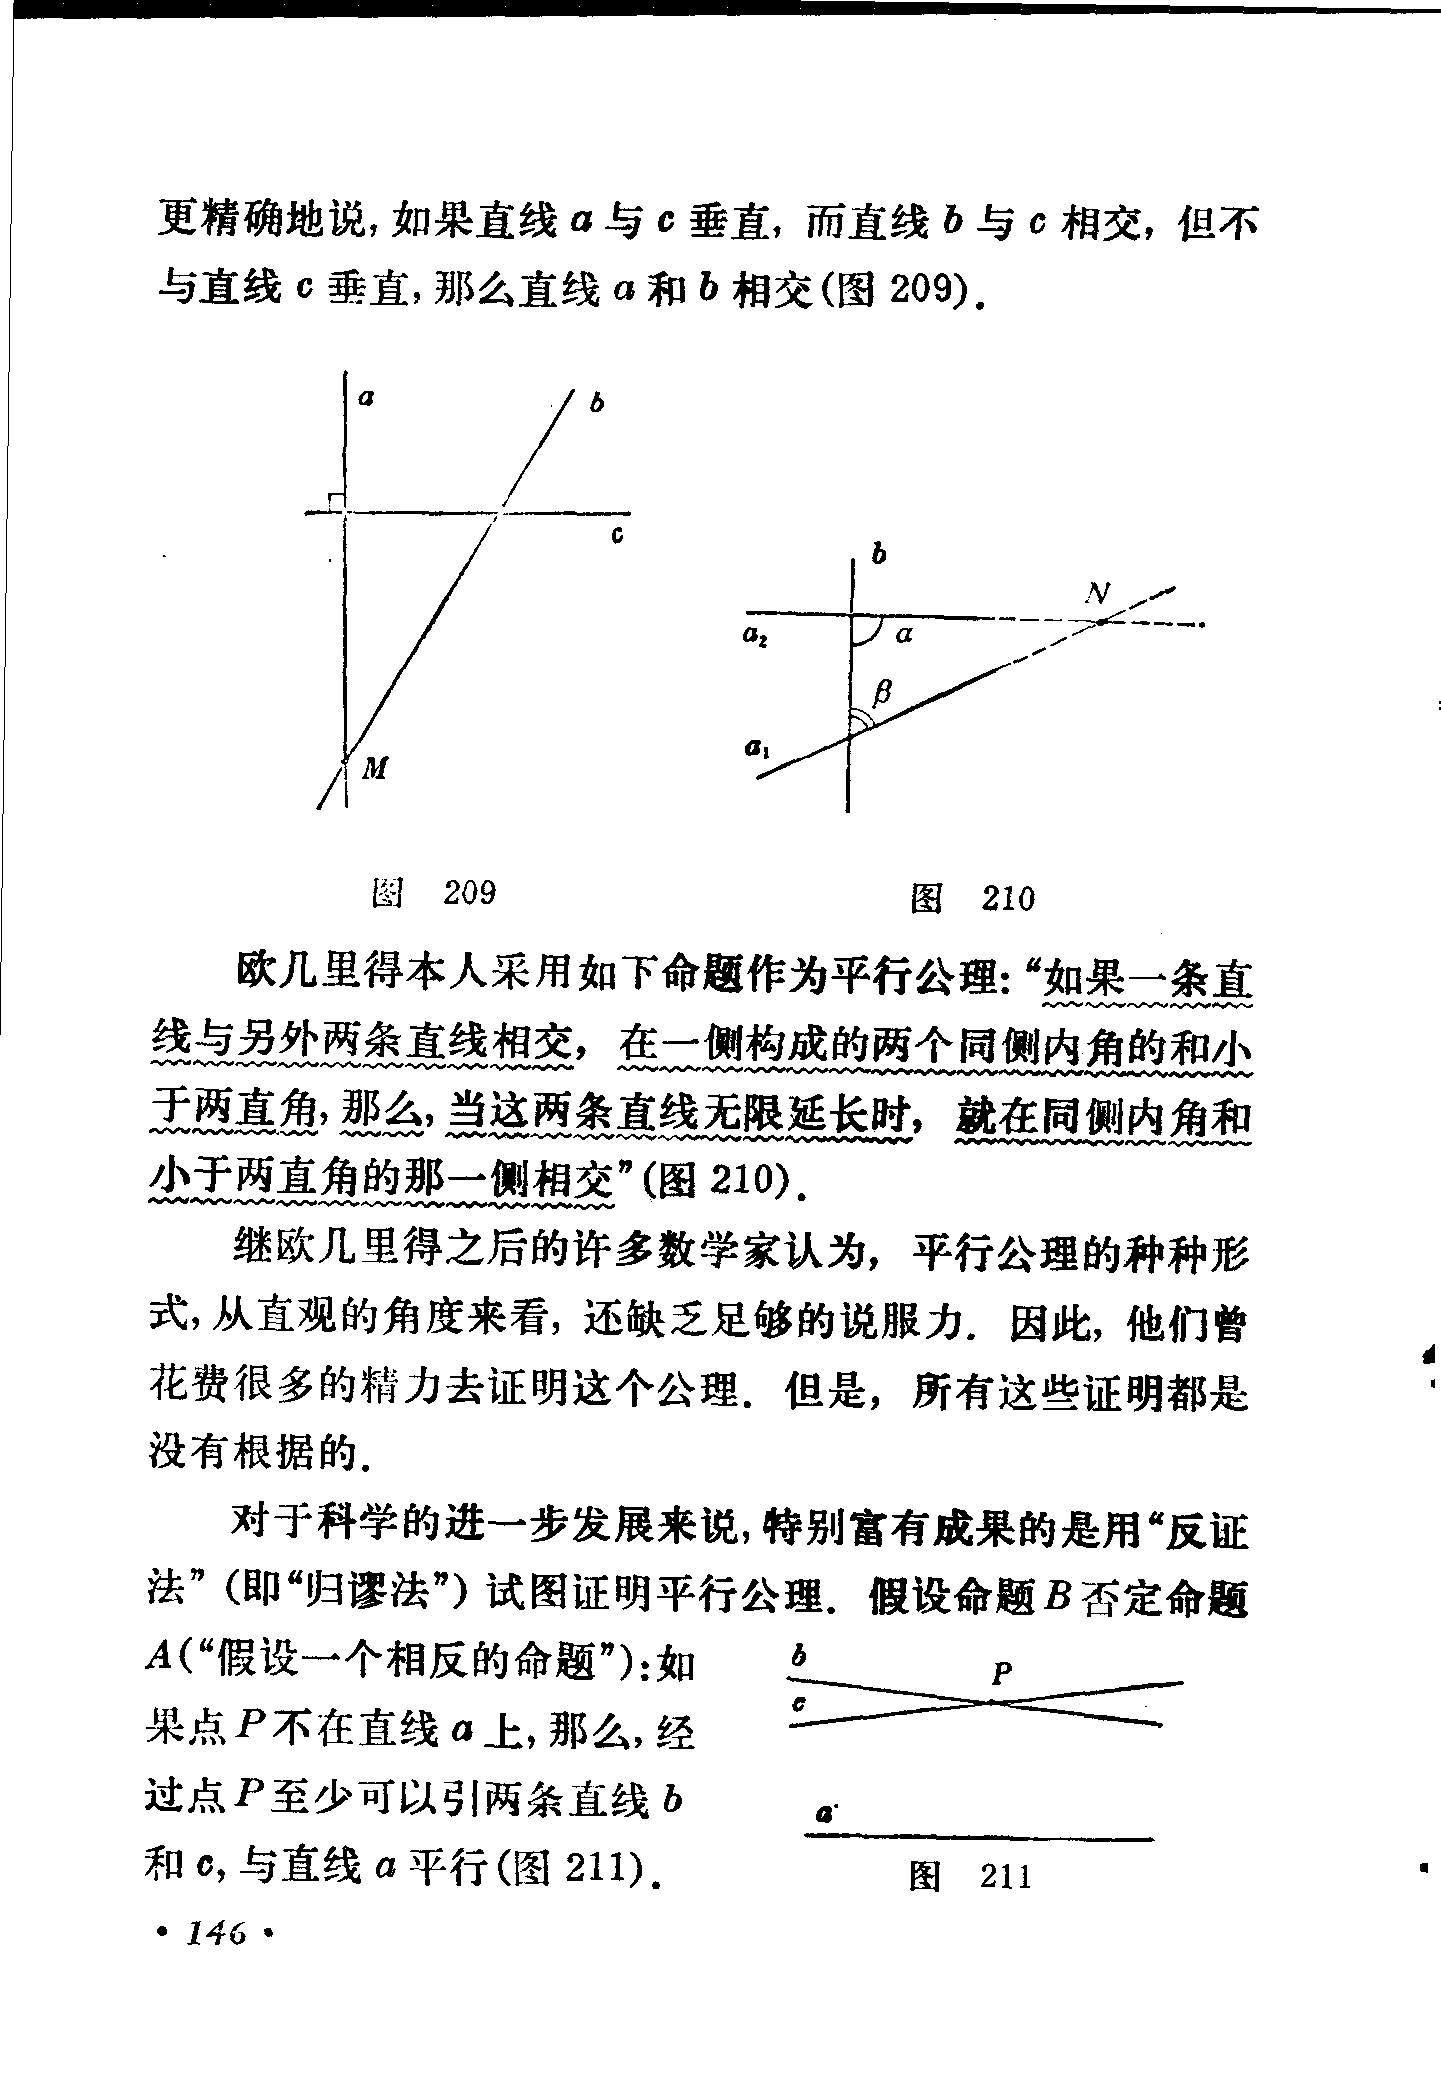 更精确地说,如果直线 a 与 c 垂直, 而直线 b 与 c 相交, 但不
与直线 c 垂直,那么直线 a 和 b 相交(图 209).
a
b
c
M
图 209
b
N
a₂
α
β
a₁
图 210
欧几里得本人采用如下命题作为平行公理: “如果一条直
线与另外两条直线相交, 在一侧构成的两个同侧内角的和小
于两直角,那么,当这两条直线无限延长时, 就在同侧内角和
小于两直角的那一侧相交”(图 210).
继欧几里得之后的许多数学家认为, 平行公理的种种形
式,从直观的角度来看, 还缺乏足够的说服力. 因此, 他们曾
花费很多的精力去证明这个公理. 但是, 所有这些证明都是
没有根据的.
对于科学的进一步发展来说,特别富有成果的是用“反证
法” (即“归谬法”) 试图证明平行公理. 假设命题 B 否定命题
A(“假设一个相反的命题”):如
果点 P 不在直线 a 上,那么,经
过点 P 至少可以引两条直线 b
和 c, 与直线 a 平行(图 211).
b
P
c
a
图 211
· 146 ·